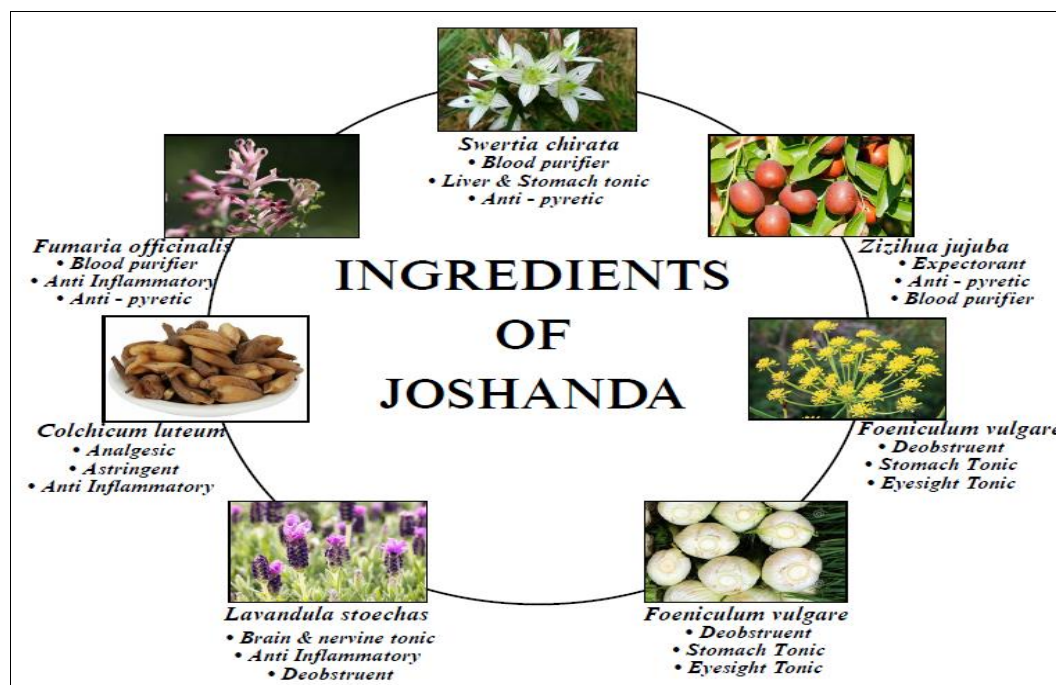 Swertia chirata
• Blood purifier
• Liver & Stomach tonic
• Anti - pyretic
Zizihua jujuba
• Expectorant
• Anti - pyretic
• Blood purifier
Foeniculum vulgare
• Deobstruent
• Stomach Tonic
• Eyesight Tonic
Foeniculum vulgare
• Deobstruent
• Stomach Tonic
• Eyesight Tonic
Lavandula stoechas
• Brain & nervine tonic
• Anti Inflammatory
• Deobstruent
Colchicum luteum
• Analgesic
• Astringent
• Anti Inflammatory
Fumaria officinalis
• Blood purifier
• Anti Inflammatory
• Anti - pyretic
INGREDIENTS
OF
JOSHANDA